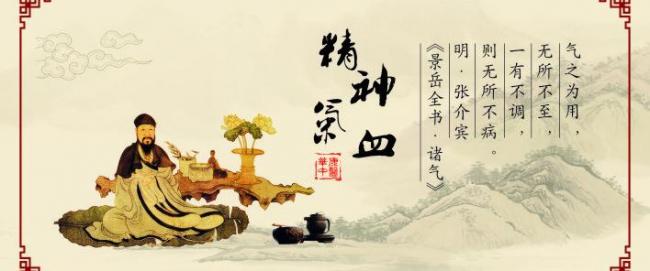 气之为用，
无所不至，
一有不调，
则无所不病。
明·张介宾
《景岳全书·诸气》
精神氣血